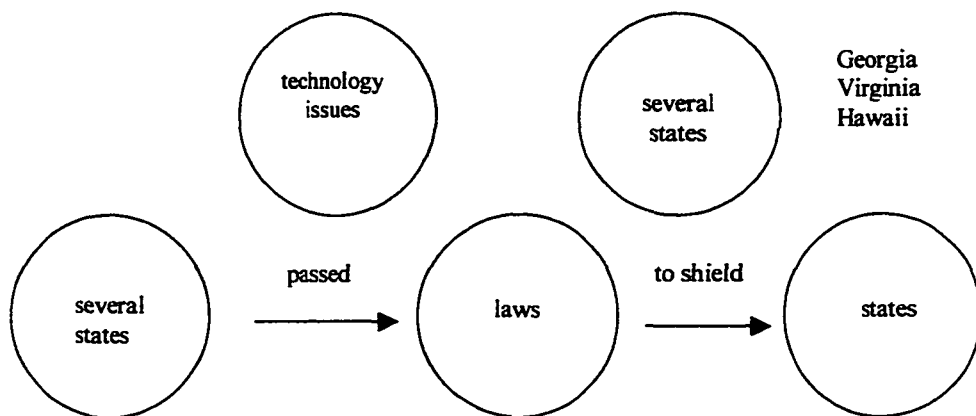 technology
issues
several
states
Georgia
Virginia
Hawaii
several
states
passed
laws
to shield
states